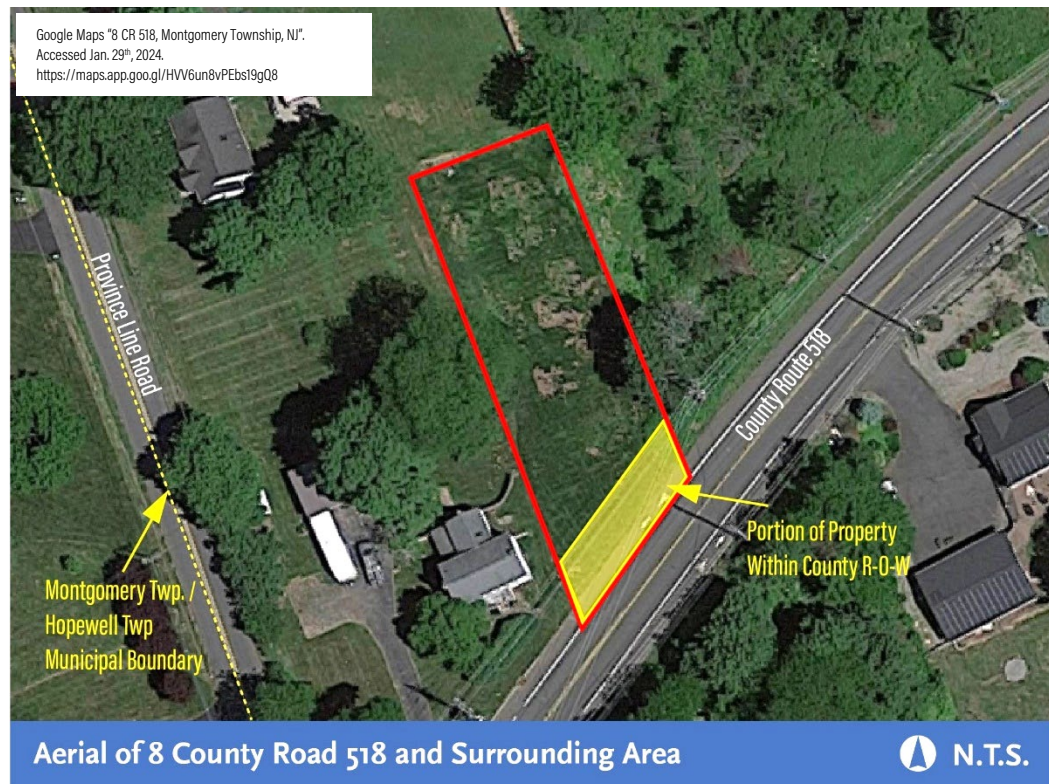 Google Maps “8 CR 518, Montgomery Township, NJ”.
Accessed Jan. 29th, 2024.
https://maps.app.goo.gl/HVV6un8vPEbs19gQ8
Province Line Road
County Route 518
Portion of Property
Within County R-O-W
Montgomery Twp. /
Hopewell Twp
Municipal Boundary
Aerial of 8 County Road 518 and Surrounding Area
N.T.S.